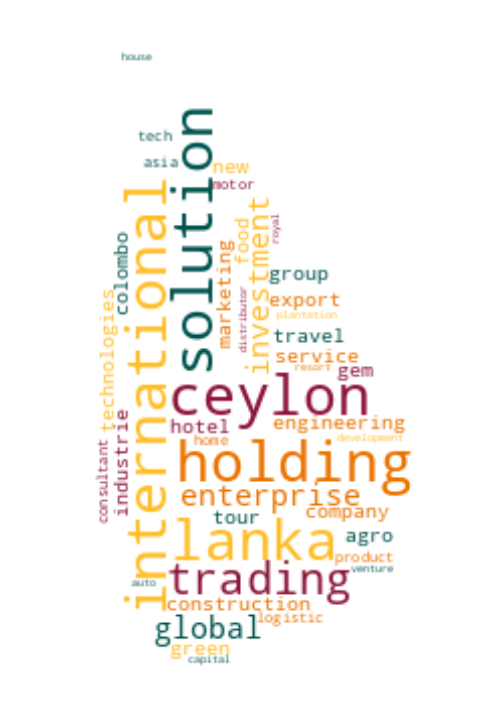 house
tech
asia
solution
new
motor
international
investment
royal
food
colombo
marketing
group
distributor
technologies
export
plantation
travel
service
resort
gem
ceylon
industrie
hotel
engineering
home
development
consultant
holding
enterprise
company
tour
lanka
agro
product
venture
trading
auto
construction
logistic
global
green
capital